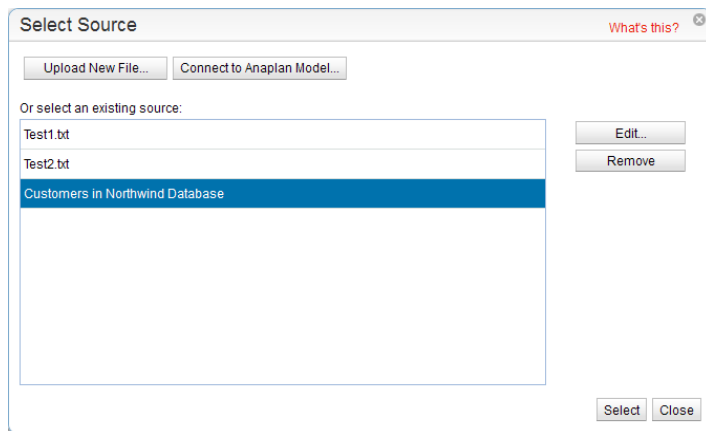 Select Source
What's this?
Upload New File... Connect to Anaplan Model...
Or select an existing source:
Test1.txt
Edit...
Test2.txt
Remove
Customers in Northwind Database
Select Close